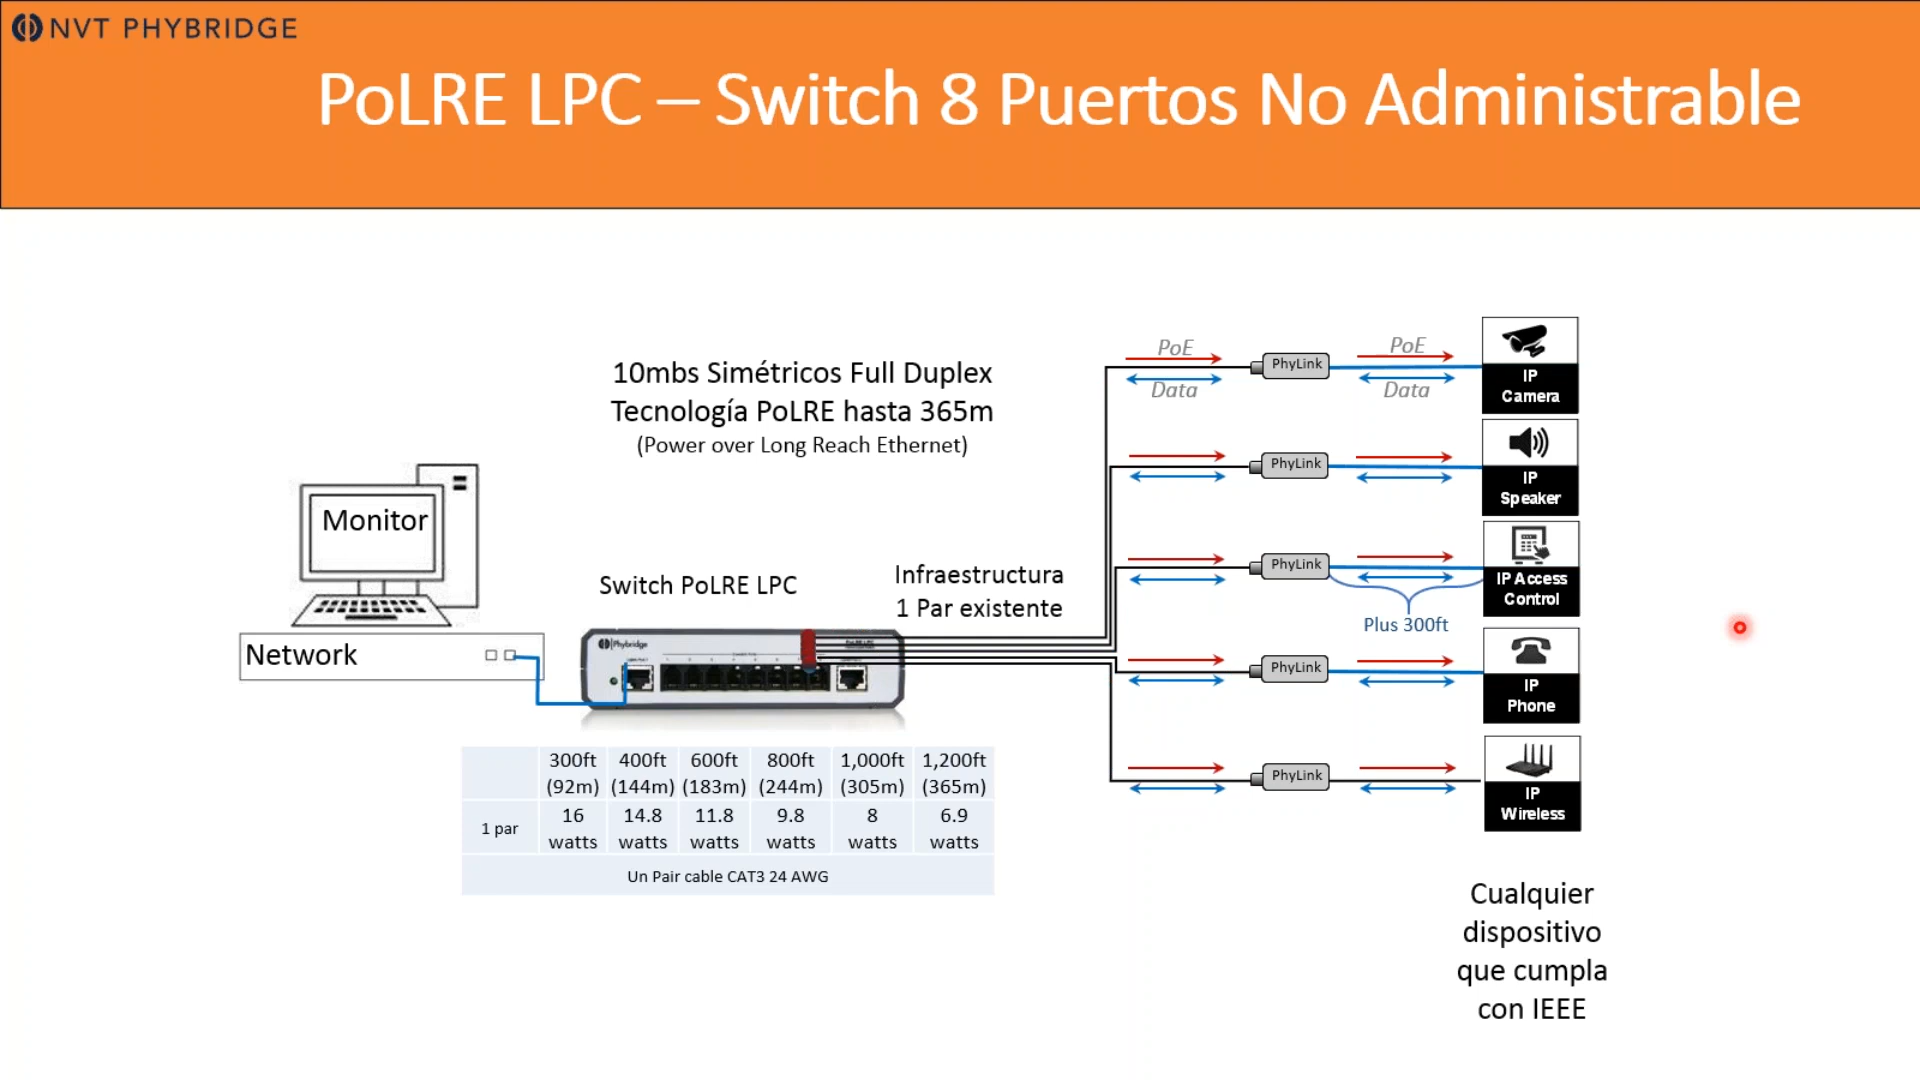 NVT PHYBRIDGE
PoLRE LPC – Switch 8 Puertos No Administrable
10mbs Simétricos Full Duplex
Tecnología PoLRE hasta 365m
(Power over Long Reach Ethernet)
Monitor
Network
Switch PoLRE LPC
Infraestructura
1 Par existente
Phybridge
PoE
Data
PhyLink
PoE
Data
IP
Camera
PhyLink
IP
Speaker
PhyLink
IP Access
Control
Plus 300ft
PhyLink
IP
Phone
PhyLink
IP
Wireless
300ft 400ft 600ft 800ft 1,000ft 1,200ft
(92m) (144m) (183m) (244m) (305m) (365m)
1 par
16 14.8 11.8 9.8 8 6.9
watts watts watts watts watts watts
Un Pair cable CAT3 24 AWG
Cualquier
dispositivo
que cumpla
con IEEE